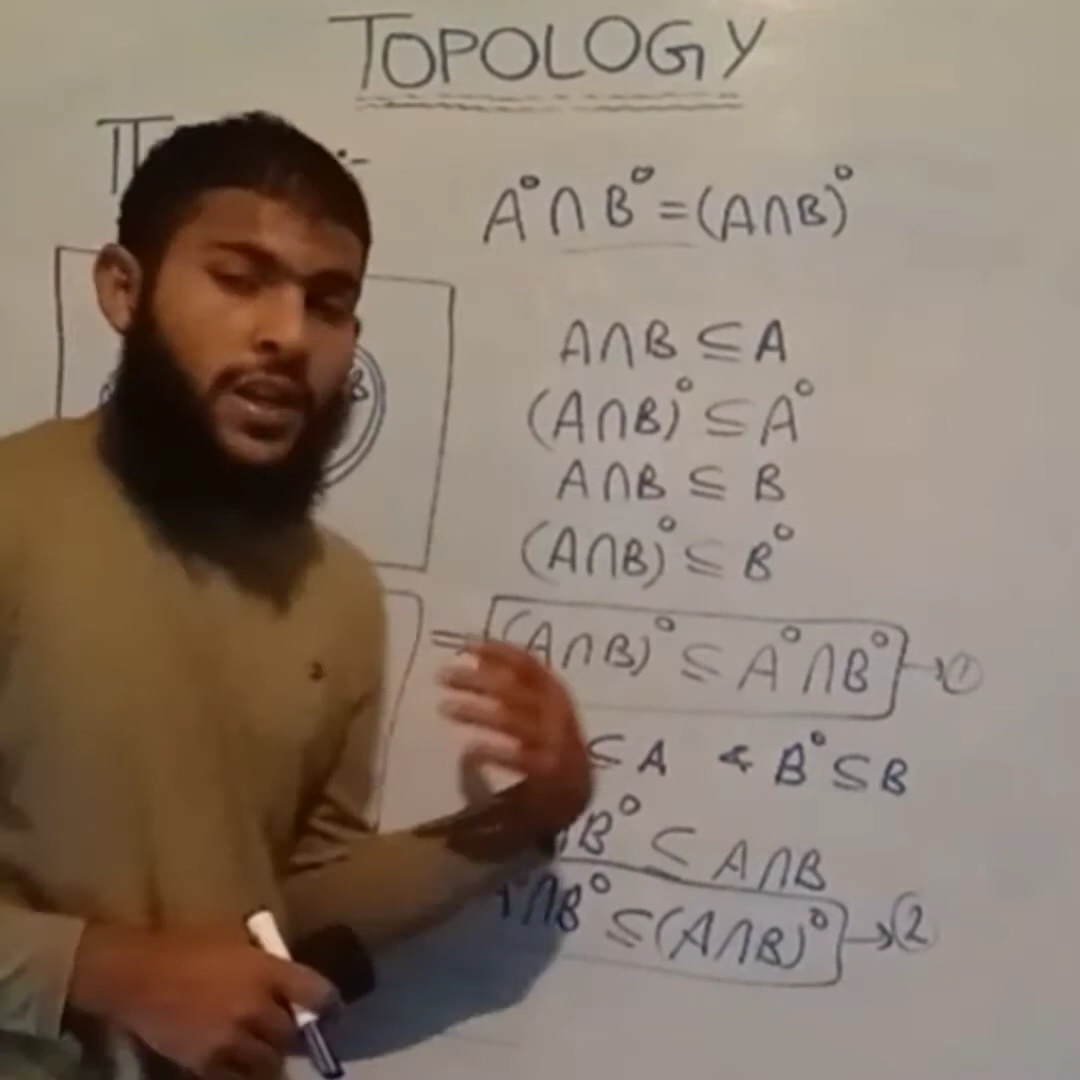 TOPOLOGY
:-
A° ∩ B° = (A∩B)°
B
A∩B ⊆ A
(A∩B)° ⊆ A°
A∩B ⊆ B
(A∩B)° ⊆ B°
= (A∩B)° ⊆ A° ∩ B° → ①
⊆ A & B° ⊆ B
∩B° ⊂ A∩B
A°∩B° ⊆ (A∩B)° → ②